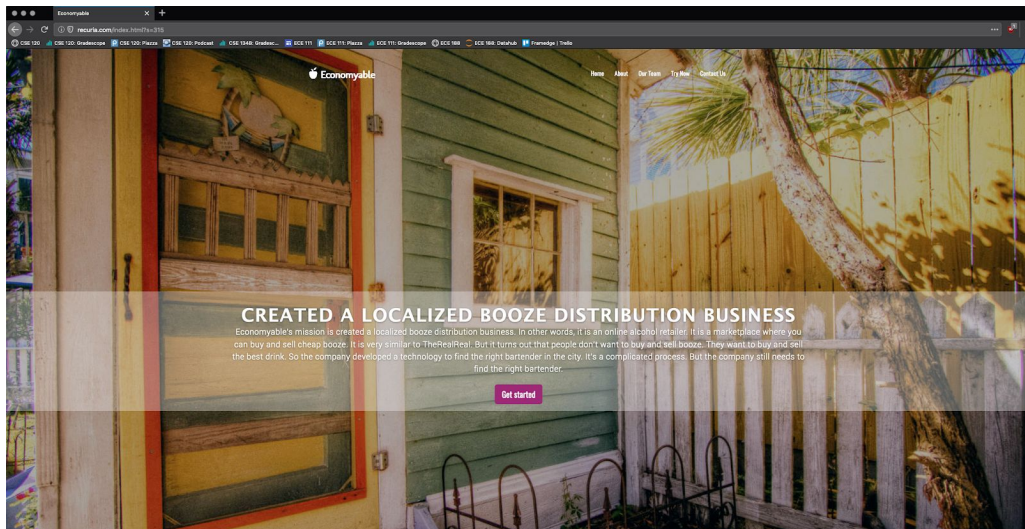 Economyable
recuria.com/index.html?s=315
CSE 120 CSE 120: Gradescope CSE 120: Piazza CSE 120: Podcast CSE 134B: Gradesc... ECE 111 ECE 111: Piazza ECE 111: Gradescope ECE 188 ECE 188: Datahub Framedge | Trello
Economyable Home About Our Team Try Now Contact Us
CREATED A LOCALIZED BOOZE DISTRIBUTION BUSINESS
Economyable's mission is created a localized booze distribution business. In other words, it is an online alcohol retailer. It is a marketplace where you
can buy and sell cheap booze. It is very similar to TheRealReal. But it turns out that people don't want to buy and sell booze. They want to buy and sell
the best drink. So the company developed a technology to find the right bartender in the city. It's a complicated process. But the company still needs to
find the right bartender.
Get started